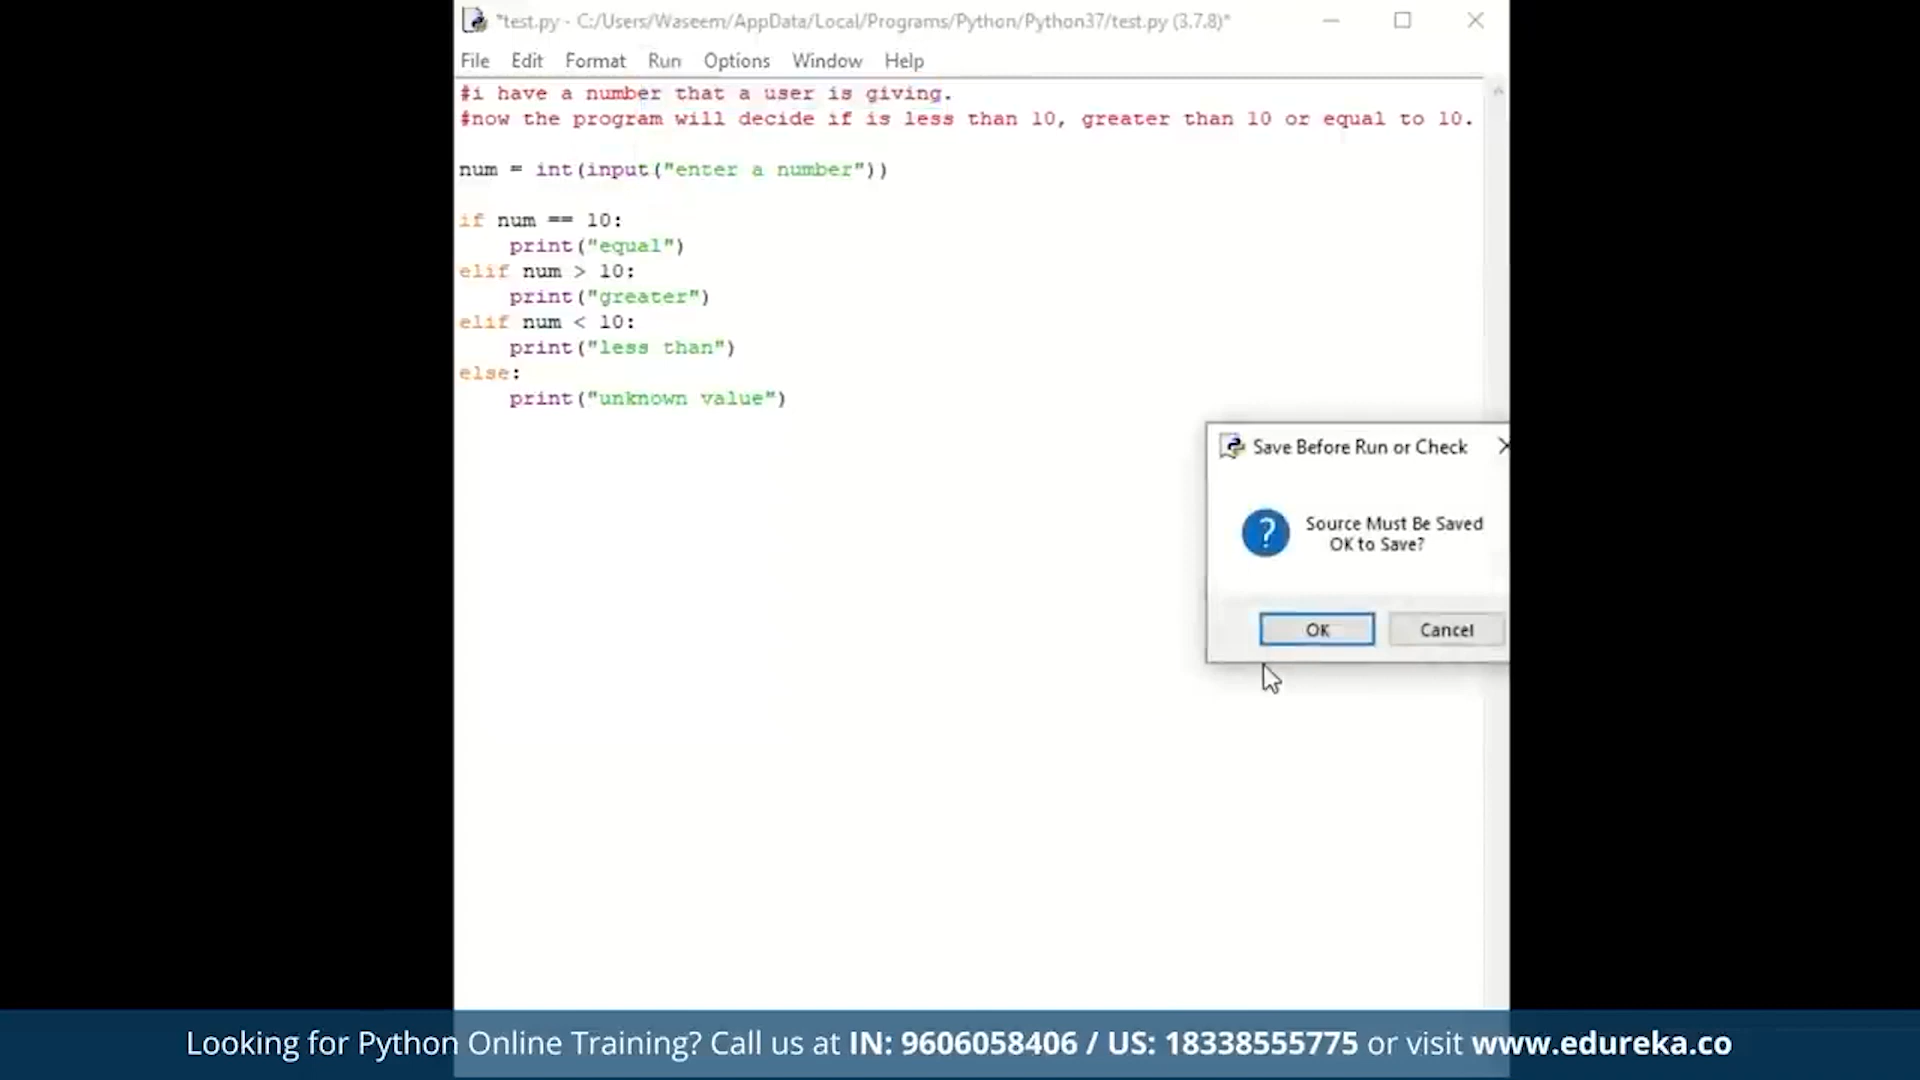 *test.py - C:/Users/Waseem/AppData/Local/Programs/Python/Python37/test.py (3.7.8)*
File Edit Format Run Options Window Help
#i have a number that a user is giving.
#now the program will decide if is less than 10, greater than 10 or equal to 10.
num = int(input("enter a number"))
if num == 10:
    print("equal")
elif num > 10:
    print("greater")
elif num < 10:
    print("less than")
else:
    print("unknown value")
Save Before Run or Check
Source Must Be Saved
OK to Save?
OK Cancel
Looking for Python Online Training? Call us at IN: 9606058406 / US: 18338555775 or visit www.edureka.co